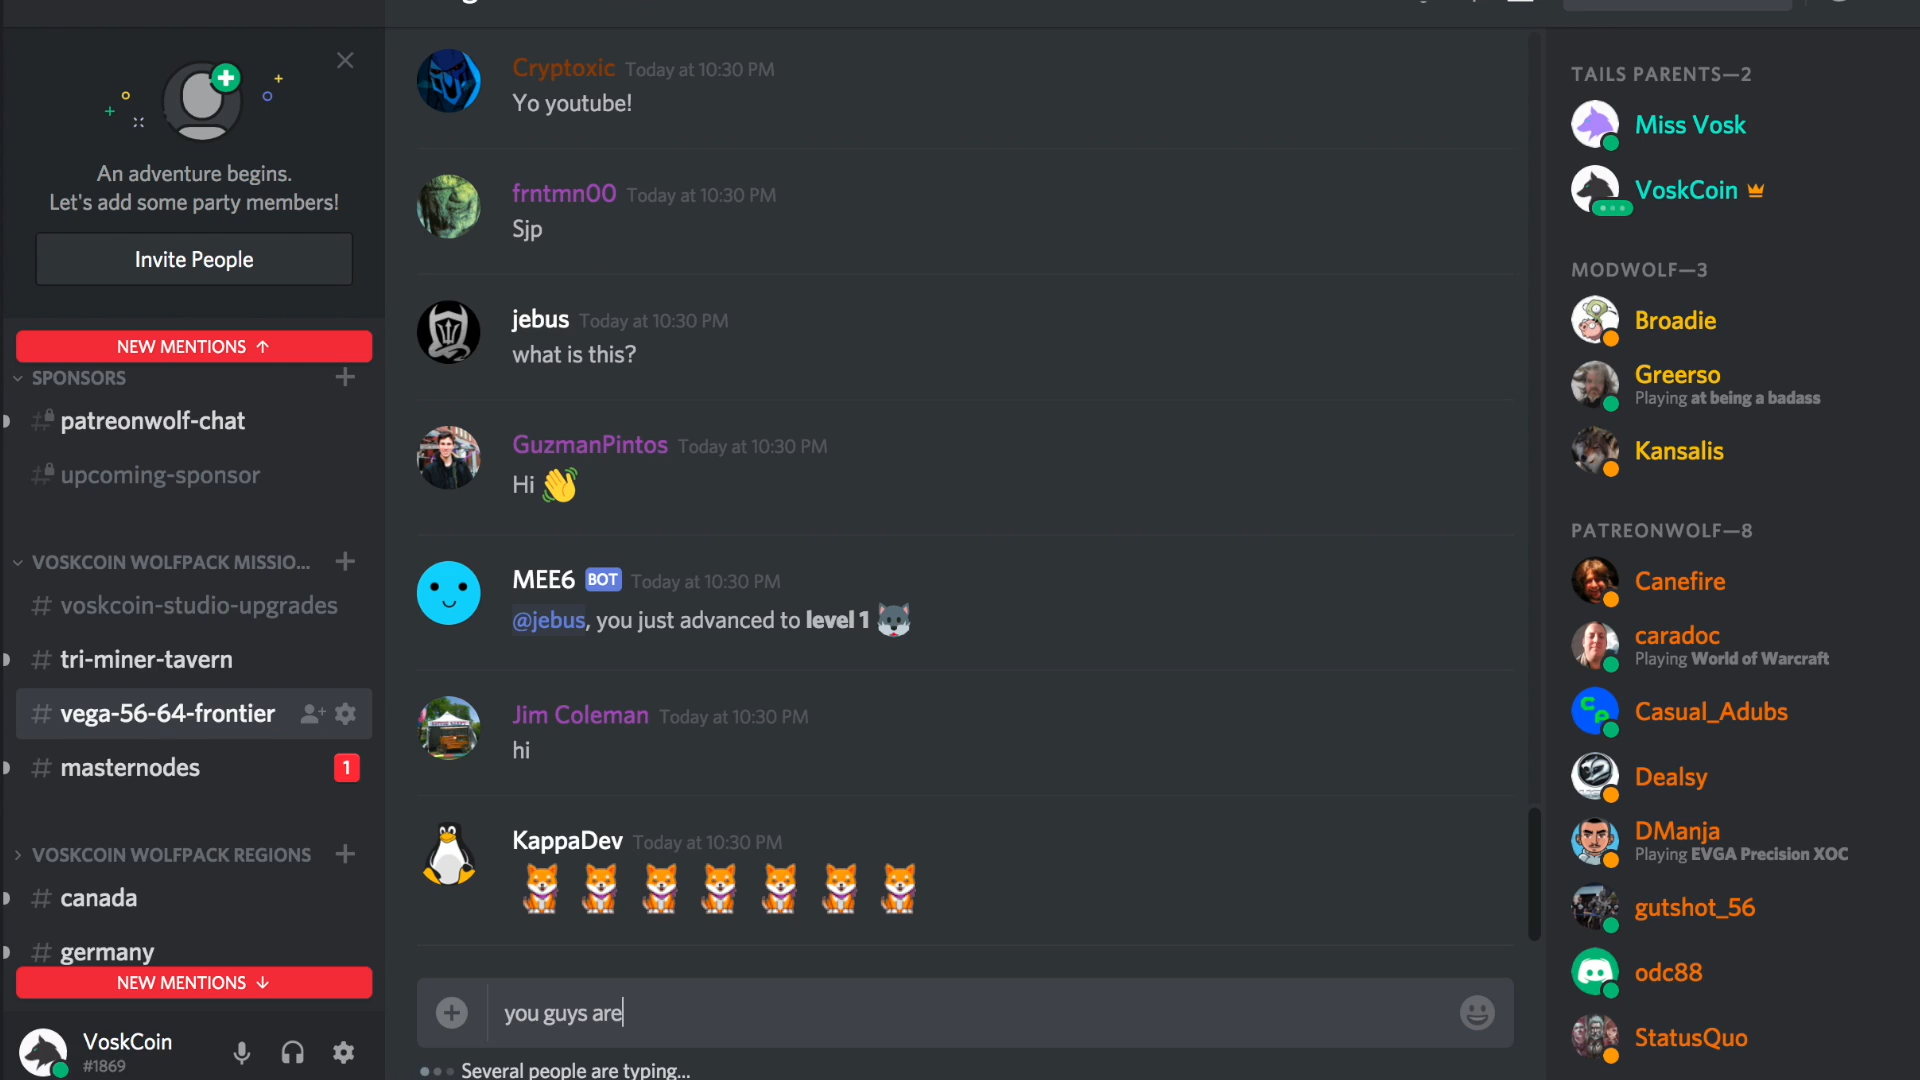 An adventure begins.
Let's add some party members!
Invite People
NEW MENTIONS ↑
SPONSORS
# patreonwolf-chat
# upcoming-sponsor
VOSKCOIN WOLFPACK MISSIO...
# voskcoin-studio-upgrades
# tri-miner-tavern
# vega-56-64-frontier
# masternodes 1
VOSKCOIN WOLFPACK REGIONS
# canada
# germany
NEW MENTIONS ↓
VoskCoin
#1869
Cryptoxic Today at 10:30 PM
Yo youtube!
frntmn00 Today at 10:30 PM
Sjp
jebus Today at 10:30 PM
what is this?
GuzmanPintos Today at 10:30 PM
Hi 👋
MEE6 BOT Today at 10:30 PM
@jebus, you just advanced to level 1 🐺
Jim Coleman Today at 10:30 PM
hi
KappaDev Today at 10:30 PM
you guys are
Several people are typing...
TAILS PARENTS—2
Miss Vosk
VoskCoin
MODWOLF—3
Broadie
Greerso
Playing at being a badass
Kansalis
PATREONWOLF—8
Canefire
caradoc
Playing World of Warcraft
Casual_Adubs
Dealsy
DManja
Playing EVGA Precision XOC
gutshot_56
odc88
StatusQuo